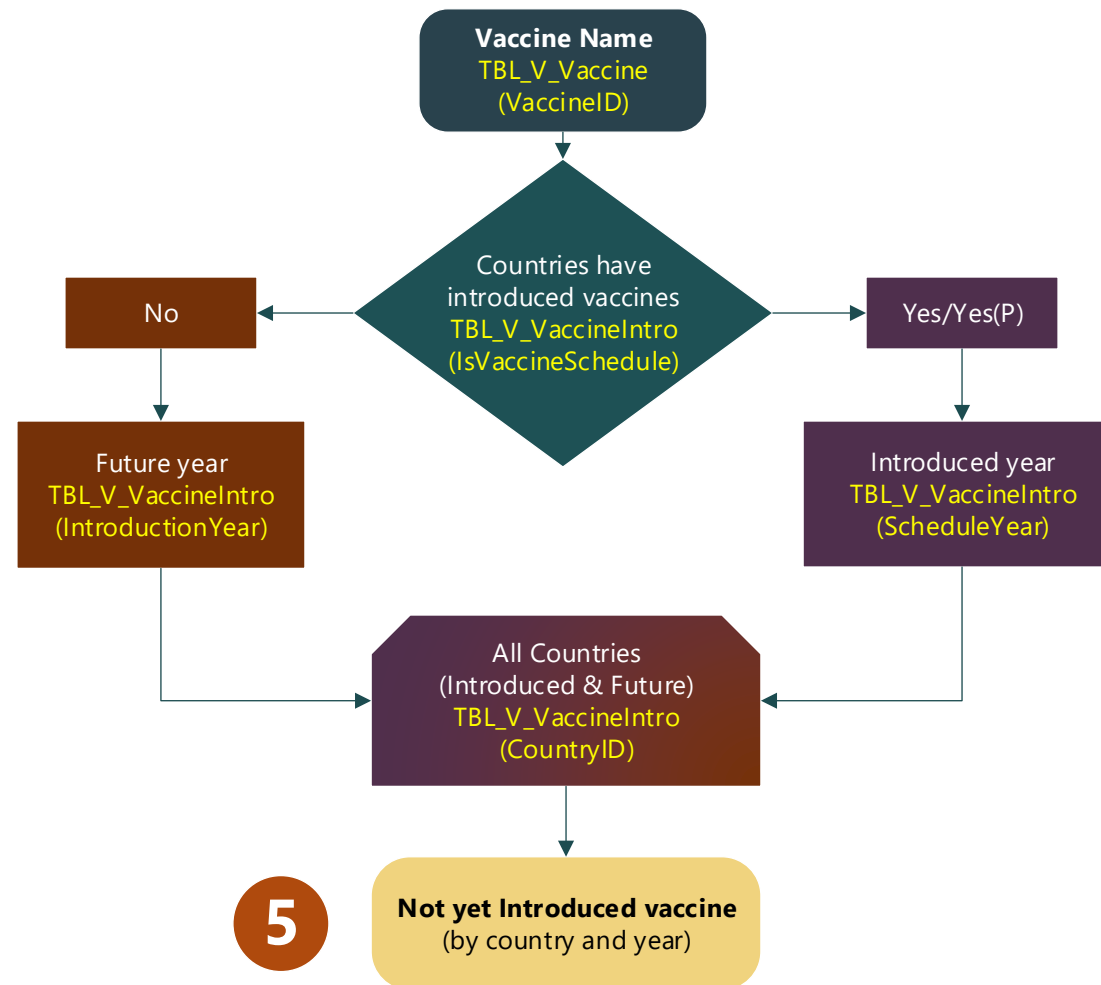 Vaccine Name
TBL_V_Vaccine
(VaccineID)
Countries have
introduced vaccines
TBL_V_VaccineIntro
(IsVaccineSchedule)
No
Yes/Yes(P)
Future year
TBL_V_VaccineIntro
(IntroductionYear)
Introduced year
TBL_V_VaccineIntro
(ScheduleYear)
All Countries
(Introduced & Future)
TBL_V_VaccineIntro
(CountryID)
5
Not yet Introduced vaccine
(by country and year)